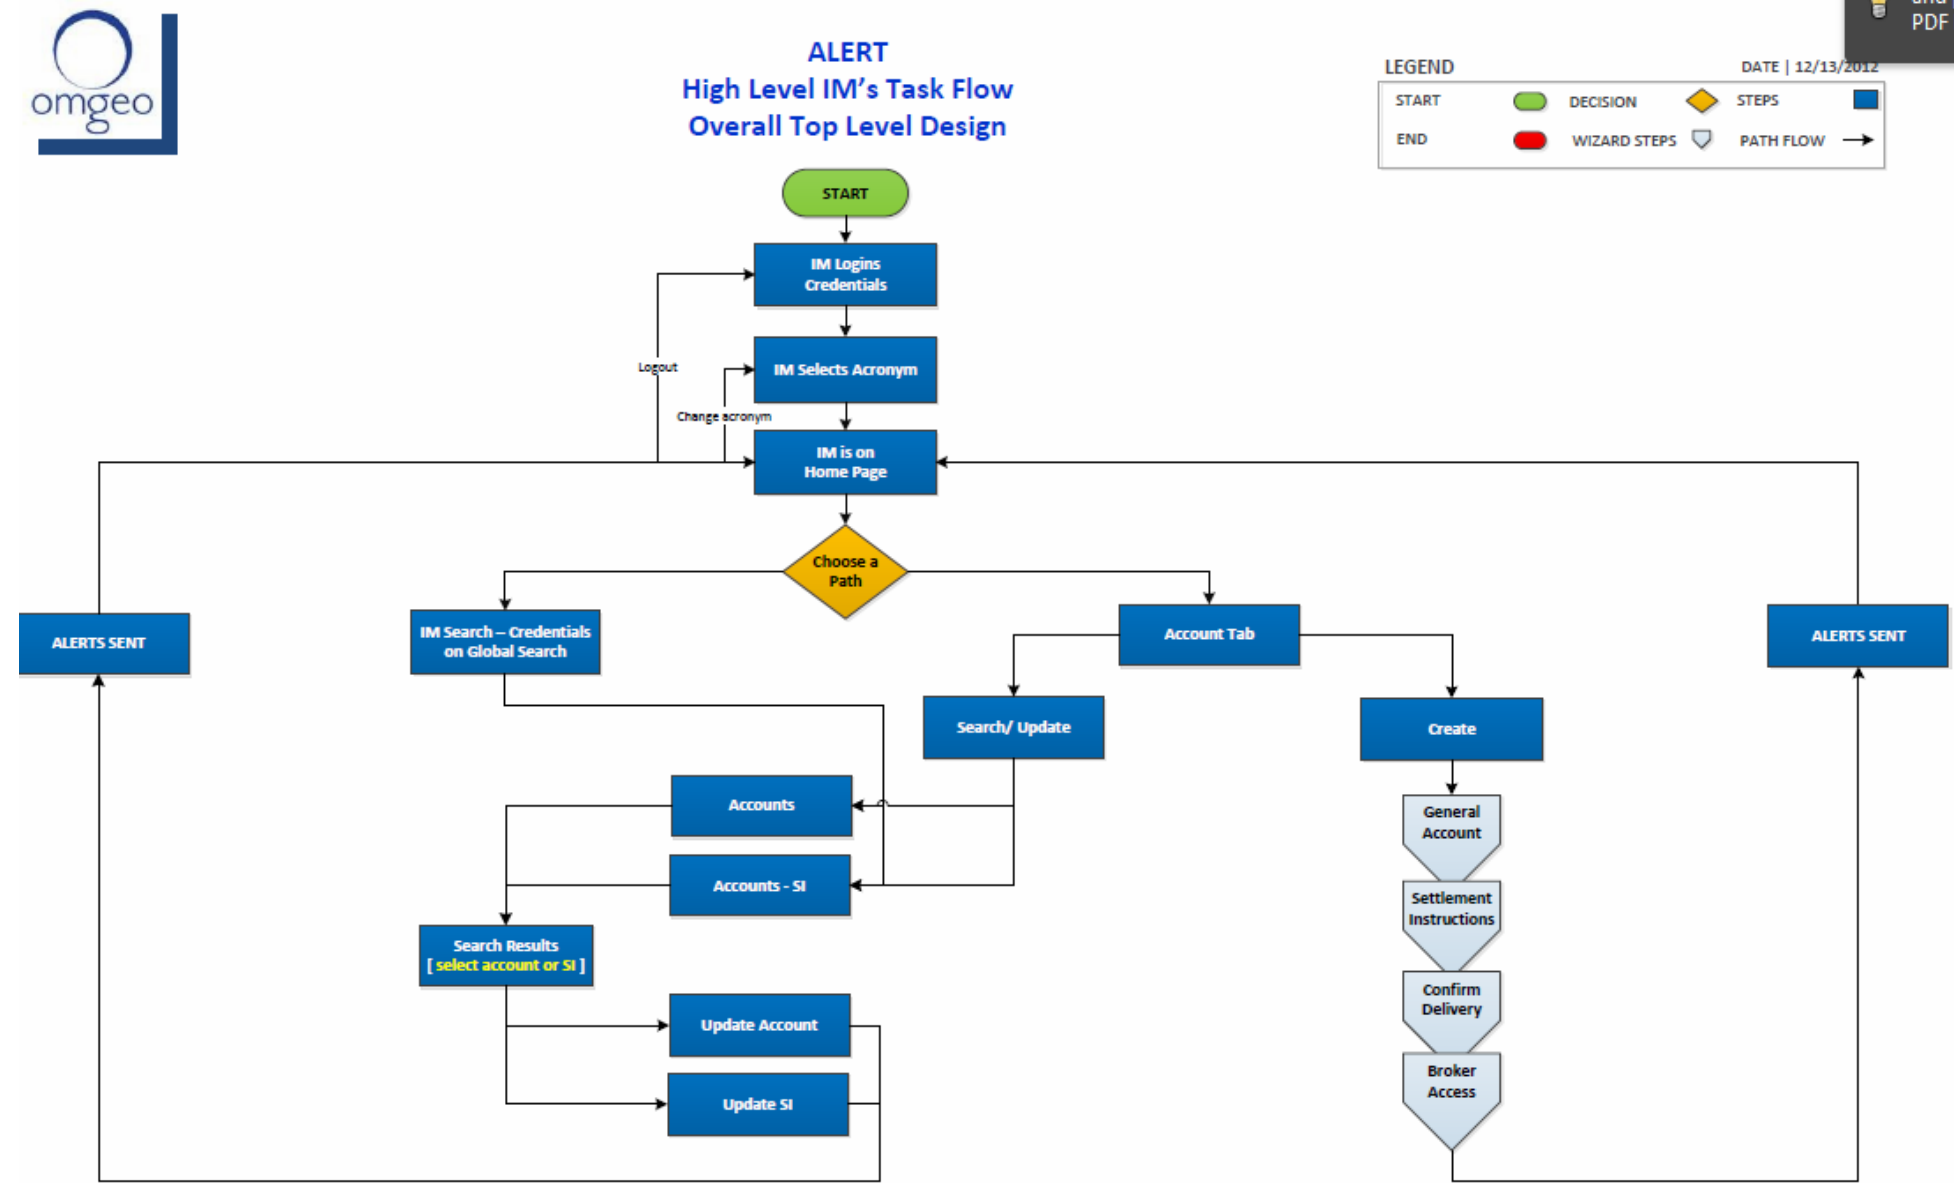 omgeo
ALERT
High Level IM's Task Flow
Overall Top Level Design
PDF
LEGEND
DATE | 12/13/2012
START
DECISION
STEPS
END
WIZARD STEPS
PATH FLOW
START
IM Logins
Credentials
Logout
IM Selects Acronym
Change acronym
IM is on
Home Page
Choose a
Path
ALERTS SENT
IM Search – Credentials
on Global Search
Account Tab
ALERTS SENT
Search/ Update
Create
Accounts
General
Account
Accounts - SI
Settlement
Instructions
Search Results
[ select account or SI ]
Confirm
Delivery
Update Account
Broker
Access
Update SI